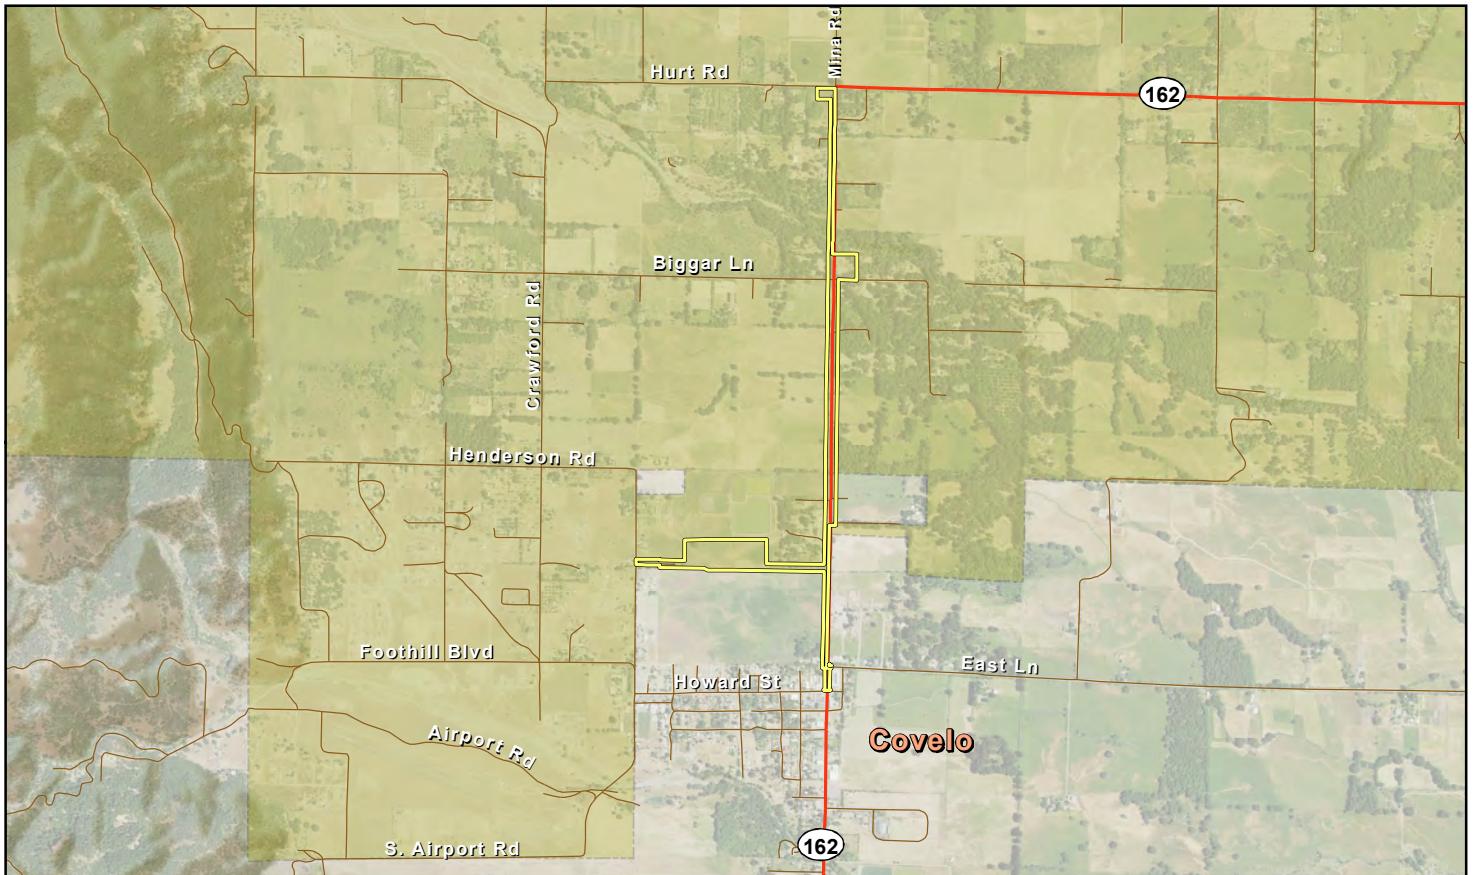 Mina Rd
Hurt Rd
162
Biggar Ln
Crawford Rd
Henderson Rd
Foothill Blvd
East Ln
Howard St
Airport Rd
Covelo
S. Airport Rd
162